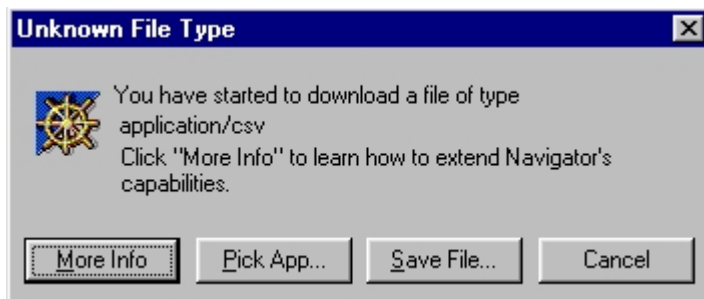 Unknown File Type
You have started to download a file of type
application/csv
Click "More Info" to learn how to extend Navigator's
capabilities.
More Info
Pick App...
Save File...
Cancel